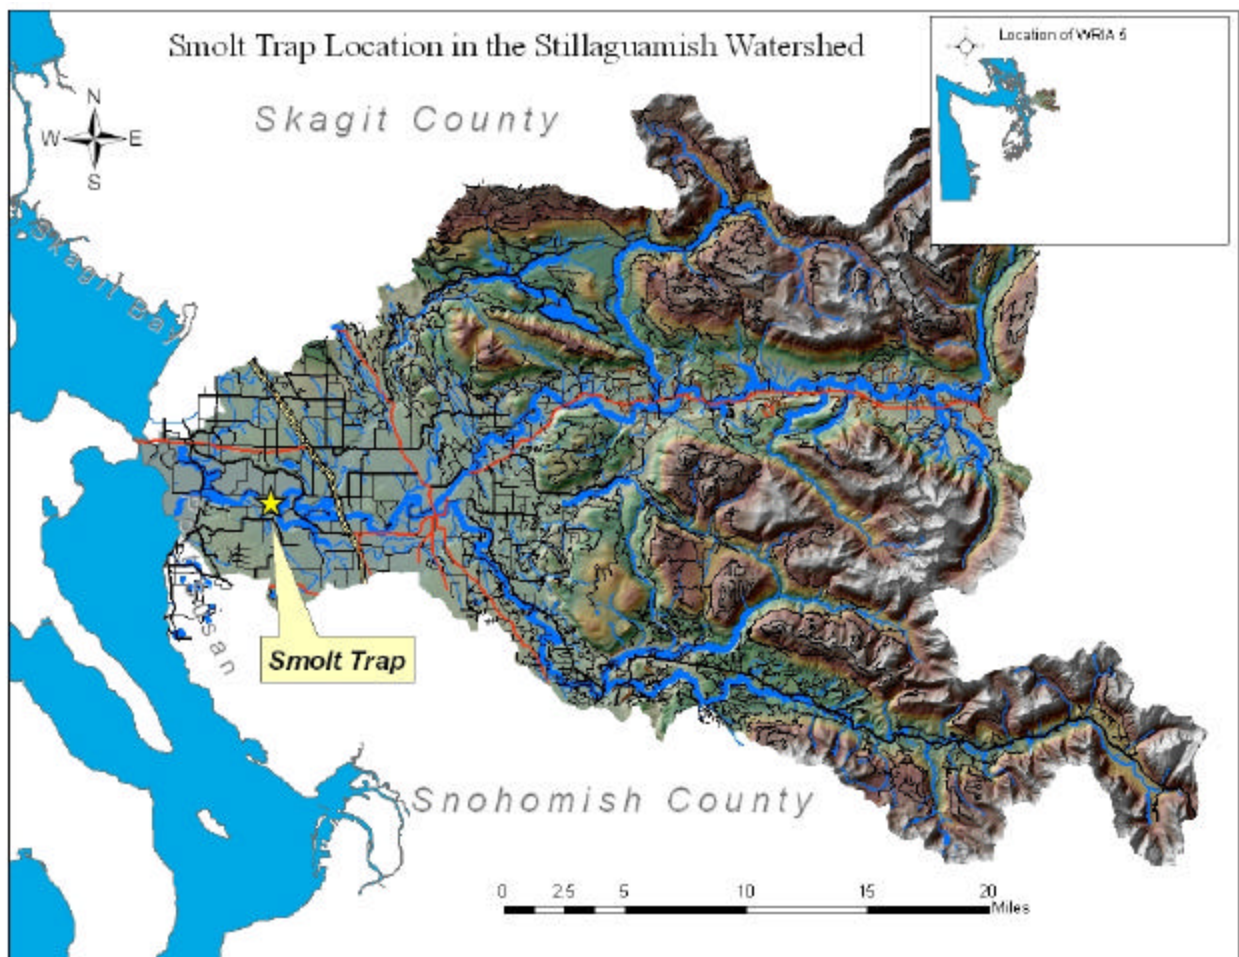 Smolt Trap Location in the Stillaguamish Watershed
Location of WRIA 5
Skagit County
N
W E
S
Skagit Bay
Smolt Trap
Snohomish County
0 2.5 5 10 15 20
Miles